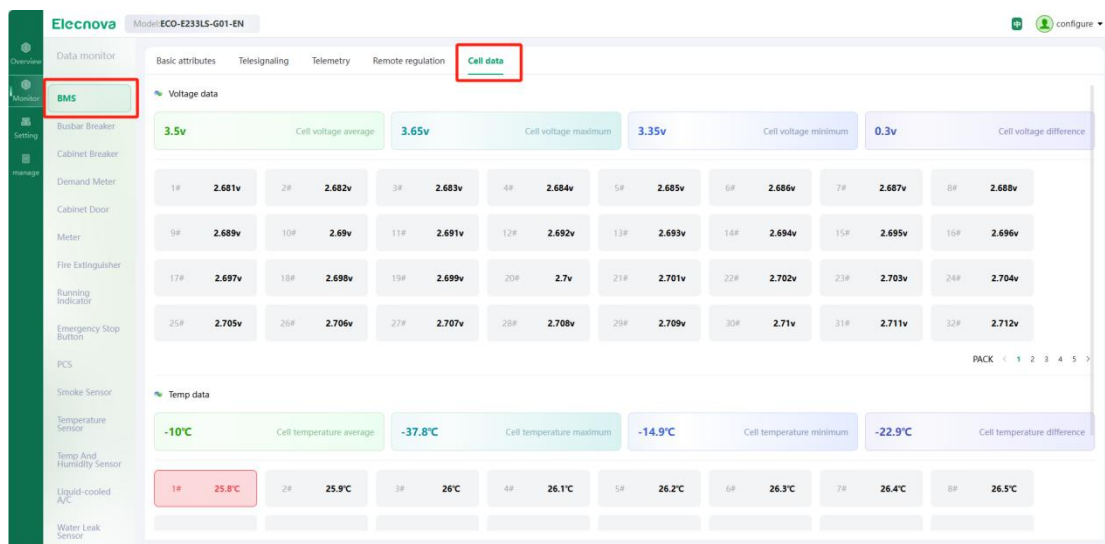 Elecnova Model:ECO-E233LS-G01-EN 中 configure
Overview
Monitor
Setting
manage
Data monitor
BMS
Busbar Breaker
Cabinet Breaker
Demand Meter
Cabinet Door
Meter
Fire Extinguisher
Running
Indicator
Emergency Stop
Button
PCS
Smoke Sensor
Temperature
Sensor
Temp And
Humidity Sensor
Liquid-cooled
A/C
Water Leak
Sensor
Basic attributes Telesignaling Telemetry Remote regulation Cell data
Voltage data
3.5v Cell voltage average 3.65v Cell voltage maximum 3.35v Cell voltage minimum 0.3v Cell voltage difference
1# 2.681v 2# 2.682v 3# 2.683v 4# 2.684v 5# 2.685v 6# 2.686v 7# 2.687v 8# 2.688v
9# 2.689v 10# 2.69v 11# 2.691v 12# 2.692v 13# 2.693v 14# 2.694v 15# 2.695v 16# 2.696v
17# 2.697v 18# 2.698v 19# 2.699v 20# 2.7v 21# 2.701v 22# 2.702v 23# 2.703v 24# 2.704v
25# 2.705v 26# 2.706v 27# 2.707v 28# 2.708v 29# 2.709v 30# 2.71v 31# 2.711v 32# 2.712v
PACK < 1 2 3 4 5 >
Temp data
-10℃ Cell temperature average -37.8℃ Cell temperature maximum -14.9℃ Cell temperature minimum -22.9℃ Cell temperature difference
1# 25.8℃ 2# 25.9℃ 3# 26℃ 4# 26.1℃ 5# 26.2℃ 6# 26.3℃ 7# 26.4℃ 8# 26.5℃